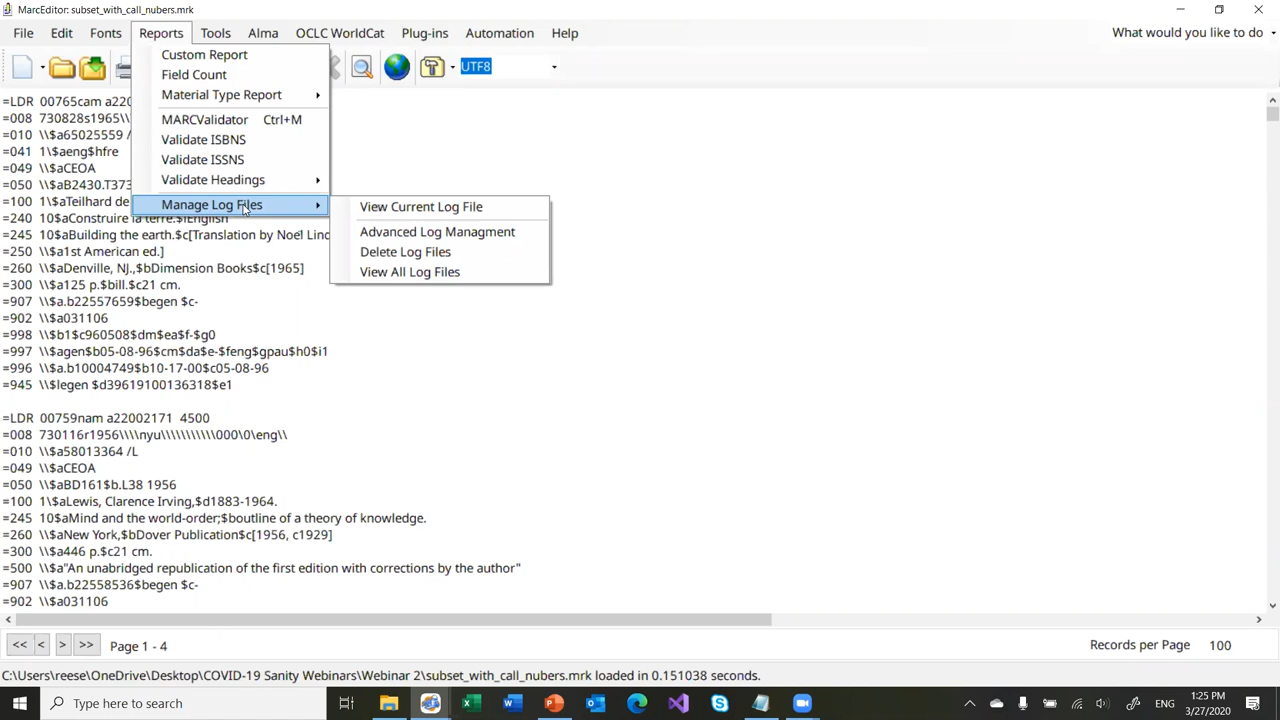 MarcEditor: subset_with_call_nubers.mrk
File Edit Fonts Reports Tools Alma OCLC WorldCat Plug-ins Automation Help What would you like to do
UTF8
Custom Report
Field Count
Material Type Report
MARCValidator Ctrl+M
Validate ISBNS
Validate ISSNS
Validate Headings
Manage Log Files
View Current Log File
Advanced Log Managment
Delete Log Files
View All Log Files
=LDR 00765cam a22
=008 730828s1965\\
=010 \\$a65025559 /
=041 1\$aeng$hfre
=049 \\$aCEOA
=050 \\$aB2430.T373
=100 1\$aTeilhard de
=240 10$aConstruire la terre.$lEnglish
=245 10$aBuilding the earth.$c[Translation by Noel Lind
=250 \\$a1st American ed.]
=260 \\$aDenville, NJ.,$bDimension Books$c[1965]
=300 \\$a125 p.$bill.$c21 cm.
=907 \\$a.b22557659$begen $c-
=902 \\$a031106
=998 \\$b1$c960508$dm$ea$f-$g0
=997 \\$agen$b05-08-96$cm$da$e-$feng$gpau$h0$i1
=996 \\$a.b10004749$b10-17-00$c05-08-96
=945 \\$legen $d39619100136318$e1
=LDR 00759nam a22002171 4500
=008 730116r1956\\\\nyu\\\\\\\\\\\000\0\eng\\
=010 \\$a58013364 /L
=049 \\$aCEOA
=050 \\$aBD161$b.L38 1956
=100 1\$aLewis, Clarence Irving,$d1883-1964.
=245 10$aMind and the world-order;$boutline of a theory of knowledge.
=260 \\$aNew York,$bDover Publication$c[1956, c1929]
=300 \\$a446 p.$c21 cm.
=500 \\$a"An unabridged republication of the first edition with corrections by the author"
=907 \\$a.b22558536$begen $c-
=902 \\$a031106
<< < > >> Page 1 - 4 Records per Page 100
C:\Users\reese\OneDrive\Desktop\COVID-19 Sanity Webinars\Webinar 2\subset_with_call_nubers.mrk loaded in 0.151038 seconds.
Type here to search
ENG
1:25 PM
3/27/2020